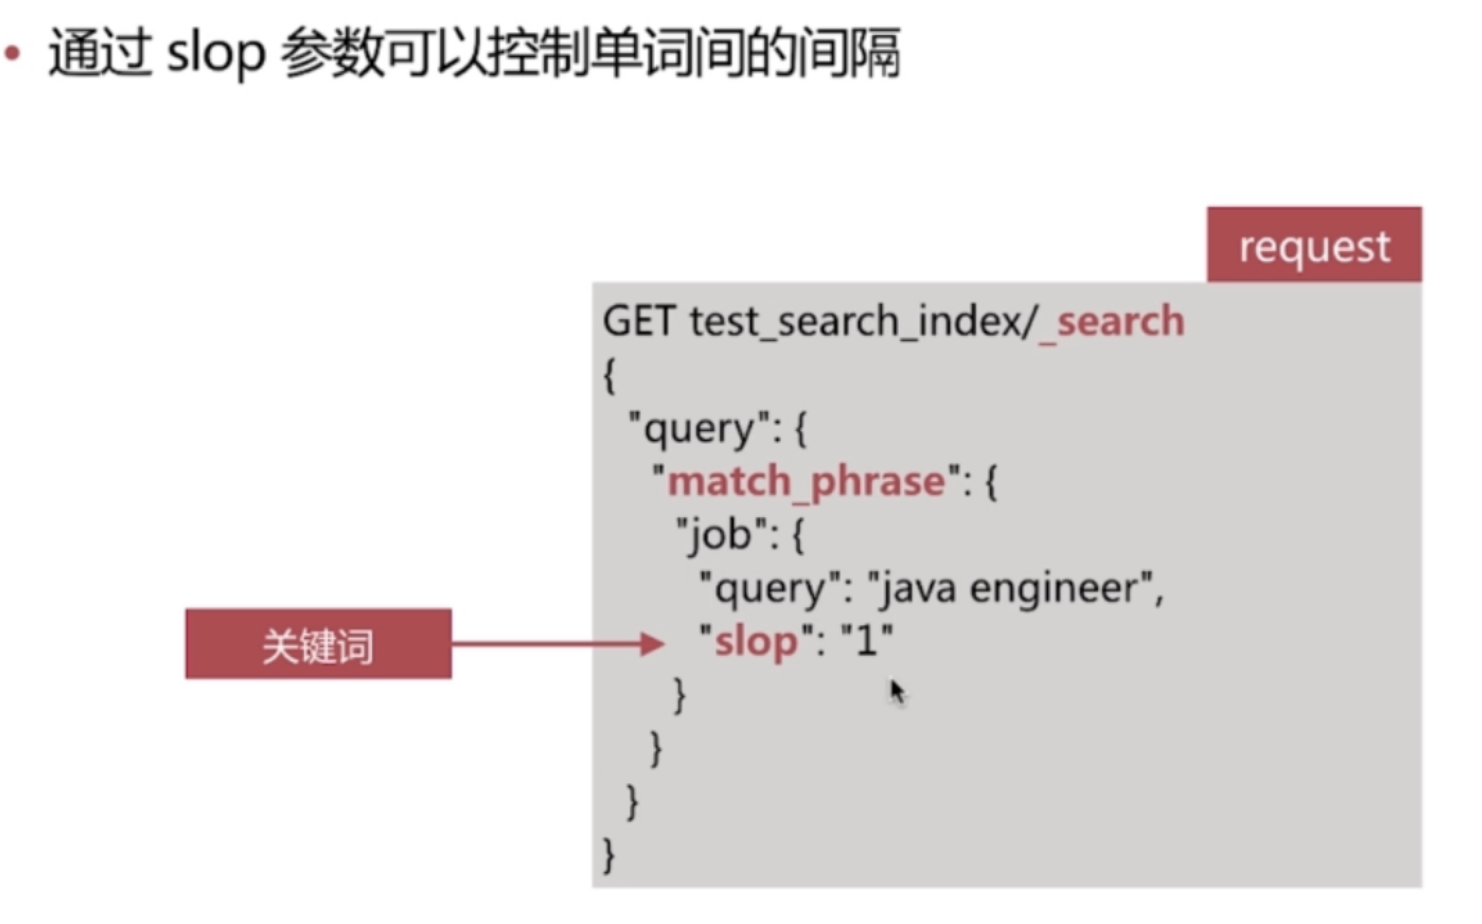 • 通过 slop 参数可以控制单词间的间隔
request
GET test_search_index/_search
{
"query": {
"match_phrase": {
"job": {
"query": "java engineer",
关键词
"slop": "1"
}
}
}
}